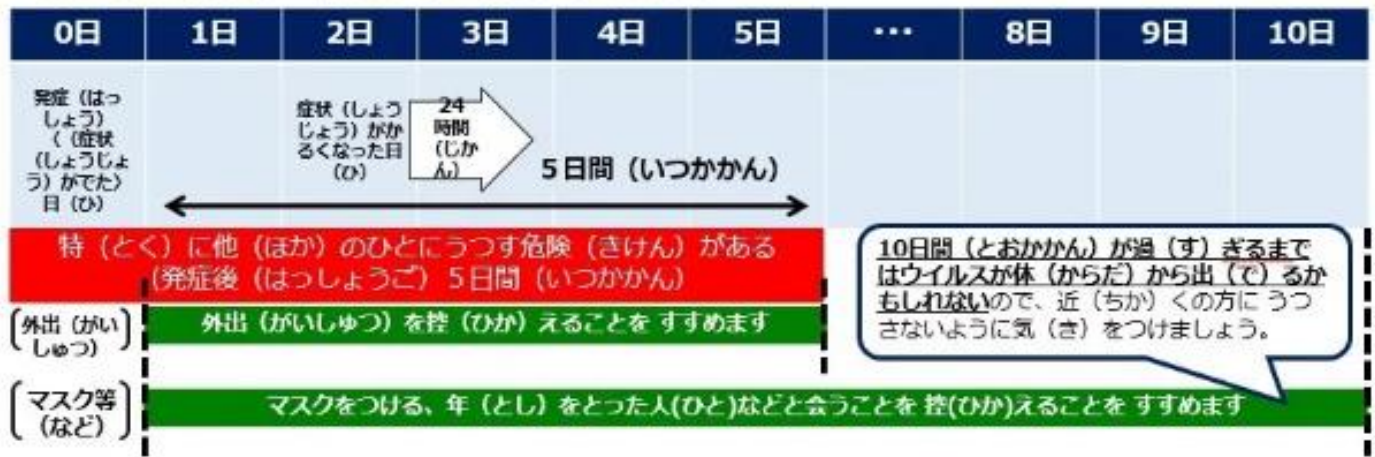 0日 1日 2日 3日 4日 5日 ・・・ 8日 9日 10日
発症（はっ
しょう）
（（症状
（しょうじょ
う）がでた）
日（ひ）
症状（しょう
じょう）がか
るくなった日
（ひ）
24
時間
（じか
ん）
５日間（いつかかん）
特（とく）に他（ほか）のひとにうつす危険（きけん）がある
(発症後（はっしょうご）５日間（いつかかん）
10日間（とおかかん）が過（す）ぎるまで
はウイルスが体（からだ）から出（で）るか
もしれないので、近（ちか）くの方に うつ
さないように気（き）をつけましょう。
外出（がい
しゅつ）
外出（がいしゅつ）を控（ひか）えることを すすめます
マスク等
（など）
マスクをつける、年（とし）をとった人(ひと)などと会うことを 控(ひか)えることを すすめます